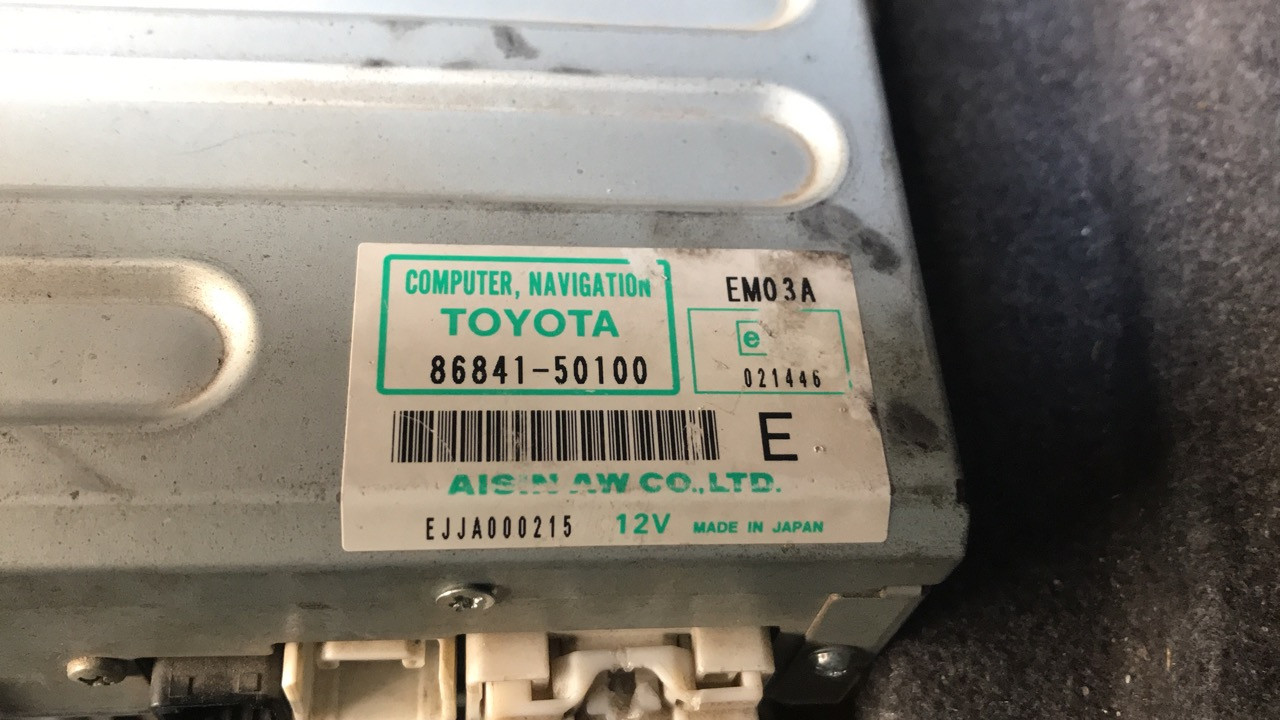 COMPUTER, NAVIGATION
TOYOTA
86841-50100
EM03A
e
021446
E
AISIN AW CO., LTD.
EJJA000215 12V MADE IN JAPAN